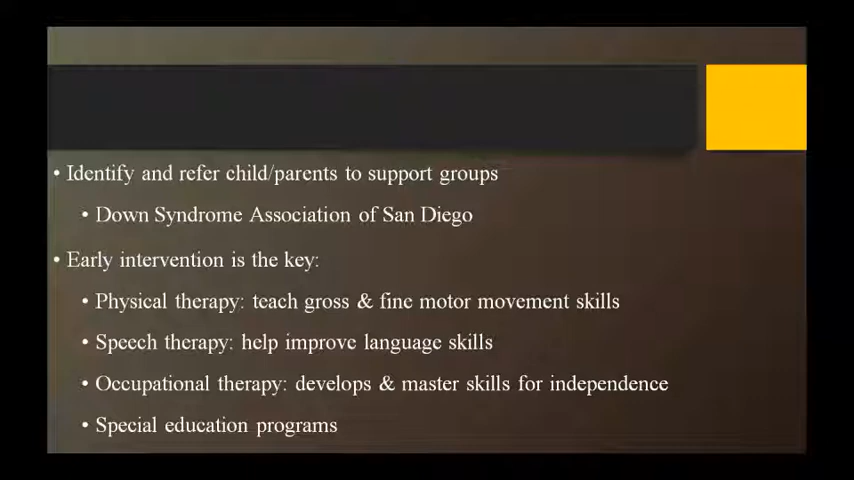 • Identify and refer child/parents to support groups
• Down Syndrome Association of San Diego
• Early intervention is the key:
• Physical therapy: teach gross & fine motor movement skills
• Speech therapy: help improve language skills
• Occupational therapy: develops & master skills for independence
• Special education programs